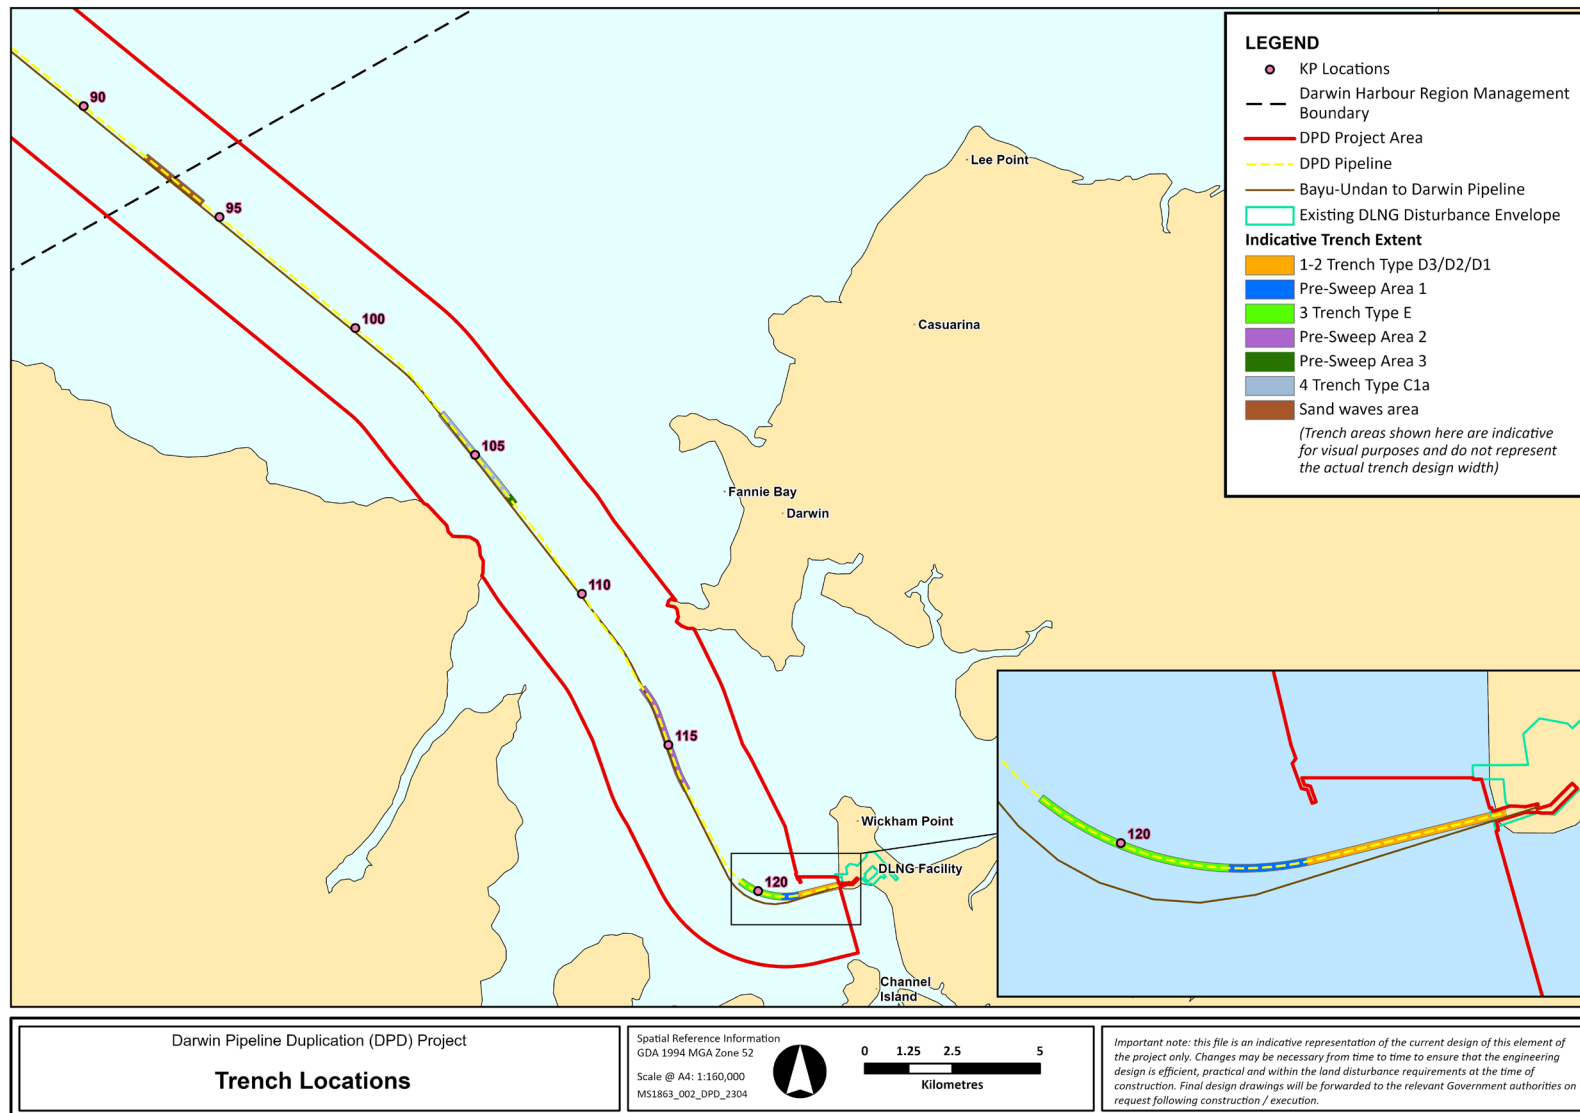 90
95
100
105
110
115
120
Lee Point
Casuarina
Fannie Bay
Darwin
Wickham Point
DLNG Facility
Channel
Island
LEGEND
KP Locations
Darwin Harbour Region Management
Boundary
DPD Project Area
DPD Pipeline
Bayu-Undan to Darwin Pipeline
Existing DLNG Disturbance Envelope
Indicative Trench Extent
1-2 Trench Type D3/D2/D1
Pre-Sweep Area 1
3 Trench Type E
Pre-Sweep Area 2
Pre-Sweep Area 3
4 Trench Type C1a
Sand waves area
(Trench areas shown here are indicative
for visual purposes and do not represent
the actual trench design width)
120
Darwin Pipeline Duplication (DPD) Project
Trench Locations
Spatial Reference Information
GDA 1994 MGA Zone 52
Scale @ A4: 1:160,000
MS1863_002_DPD_2304
0 1.25 2.5 5
Kilometres
Important note: this file is an indicative representation of the current design of this element of
the project only. Changes may be necessary from time to time to ensure that the engineering
design is efficient, practical and within the land disturbance requirements at the time of
construction. Final design drawings will be forwarded to the relevant Government authorities on
request following construction / execution.